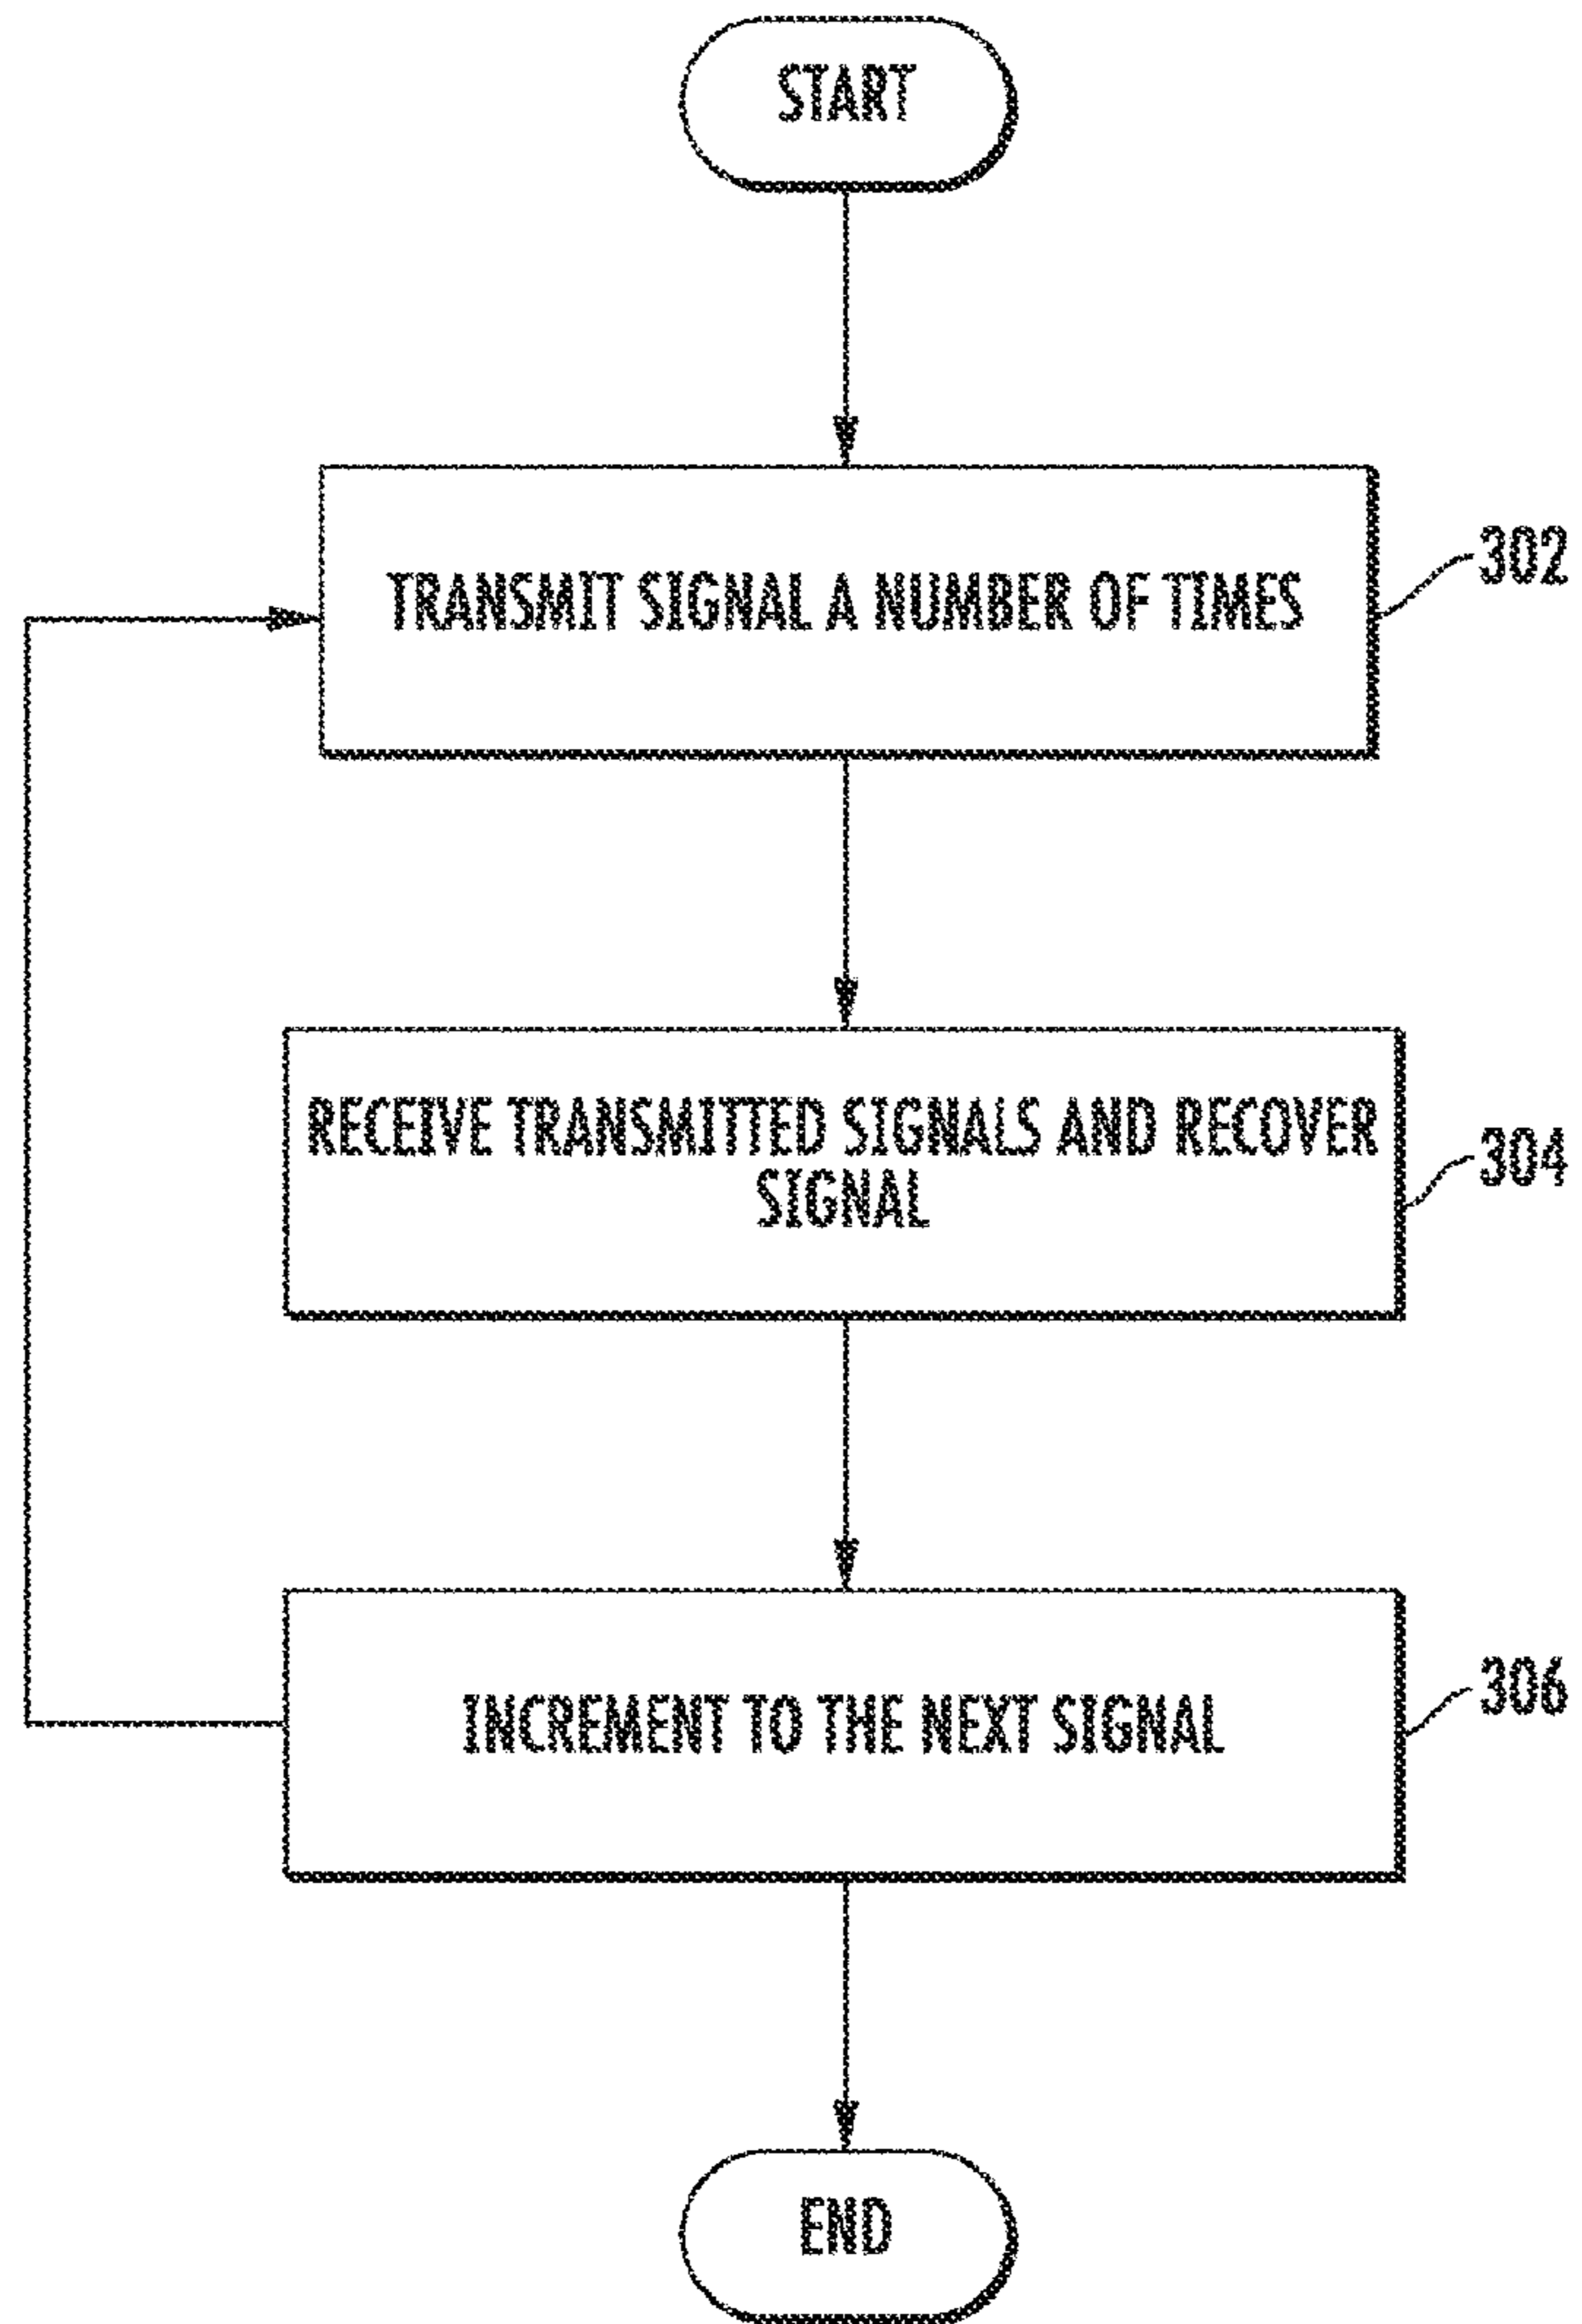 START
TRANSMIT SIGNAL A NUMBER OF TIMES
302
RECEIVE TRANSMITTED SIGNALS AND RECOVER
SIGNAL
304
INCREMENT TO THE NEXT SIGNAL
306
END